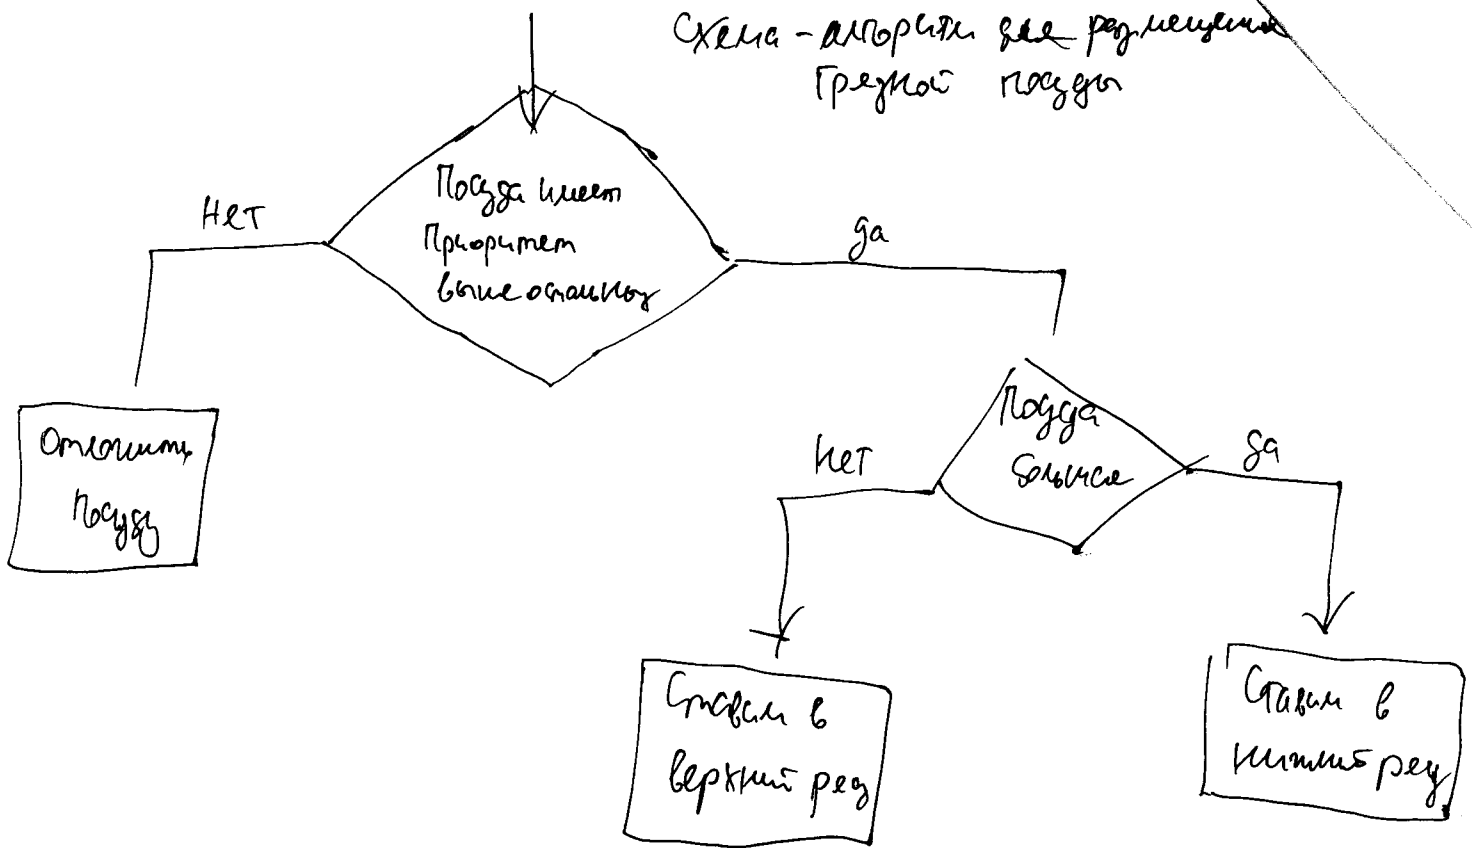 Схема-алгоритм для размещения
Грязной посуды
Посуда имеет
Приоритет
выше остальных
Нет
да
Отложить
Посуду
Посуда
большая
Нет
да
Ставим в
верхний ряд
Ставим в
нижний ряд